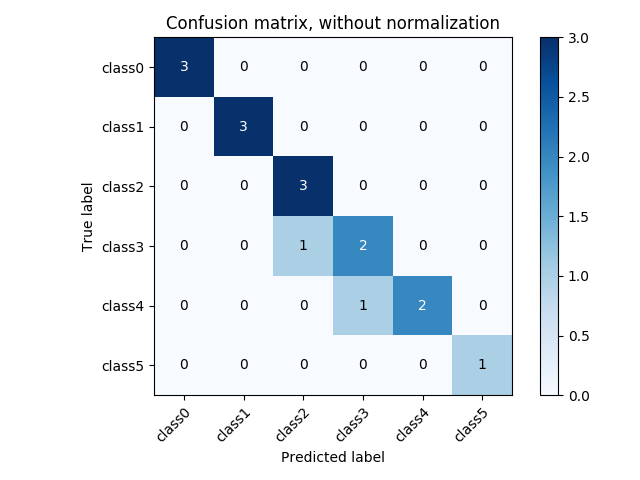 Confusion matrix, without normalization
True label
class0 3 0 0 0 0 0
class1 0 3 0 0 0 0
class2 0 0 3 0 0 0
class3 0 0 1 2 0 0
class4 0 0 0 1 2 0
class5 0 0 0 0 0 1
class0 class1 class2 class3 class4 class5
Predicted label
3.0
2.5
2.0
1.5
1.0
0.5
0.0